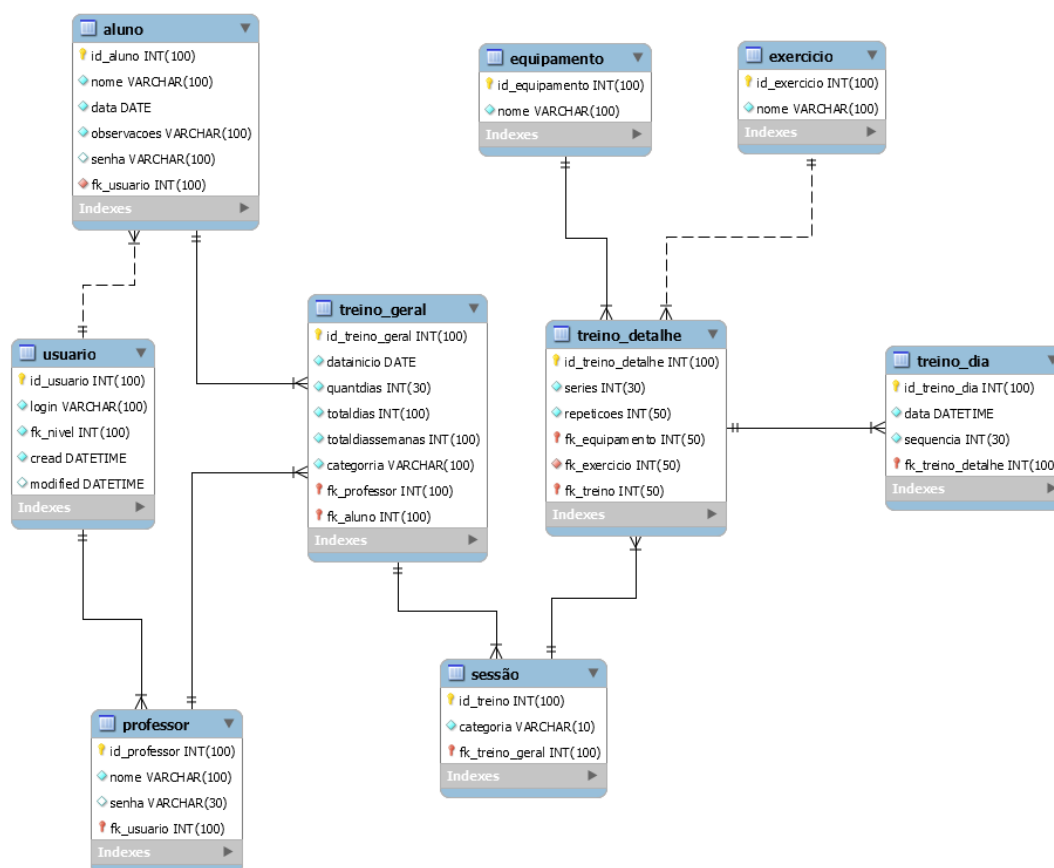 aluno
id_aluno INT(100)
nome VARCHAR(100)
data DATE
observacoes VARCHAR(100)
senha VARCHAR(100)
fk_usuario INT(100)
Indexes
equipamento
id_equipamento INT(100)
nome VARCHAR(100)
Indexes
exercicio
id_exercicio INT(100)
nome VARCHAR(100)
Indexes
usuario
id_usuario INT(100)
login VARCHAR(100)
fk_nivel INT(100)
cread DATETIME
modified DATETIME
Indexes
treino_geral
id_treino_geral INT(100)
datainicio DATE
quantdias INT(30)
totaldias INT(100)
totaldiassemanas INT(100)
categorria VARCHAR(100)
fk_professor INT(100)
fk_aluno INT(100)
Indexes
treino_detalhe
id_treino_detalhe INT(100)
series INT(30)
repeticoes INT(50)
fk_equipamento INT(50)
fk_exercicio INT(50)
fk_treino INT(50)
Indexes
treino_dia
id_treino_dia INT(100)
data DATETIME
sequencia INT(30)
fk_treino_detalhe INT(100
Indexes
professor
id_professor INT(100)
nome VARCHAR(100)
senha VARCHAR(30)
fk_usuario INT(100)
Indexes
sessão
id_treino INT(100)
categoria VARCHAR(10)
fk_treino_geral INT(100)
Indexes